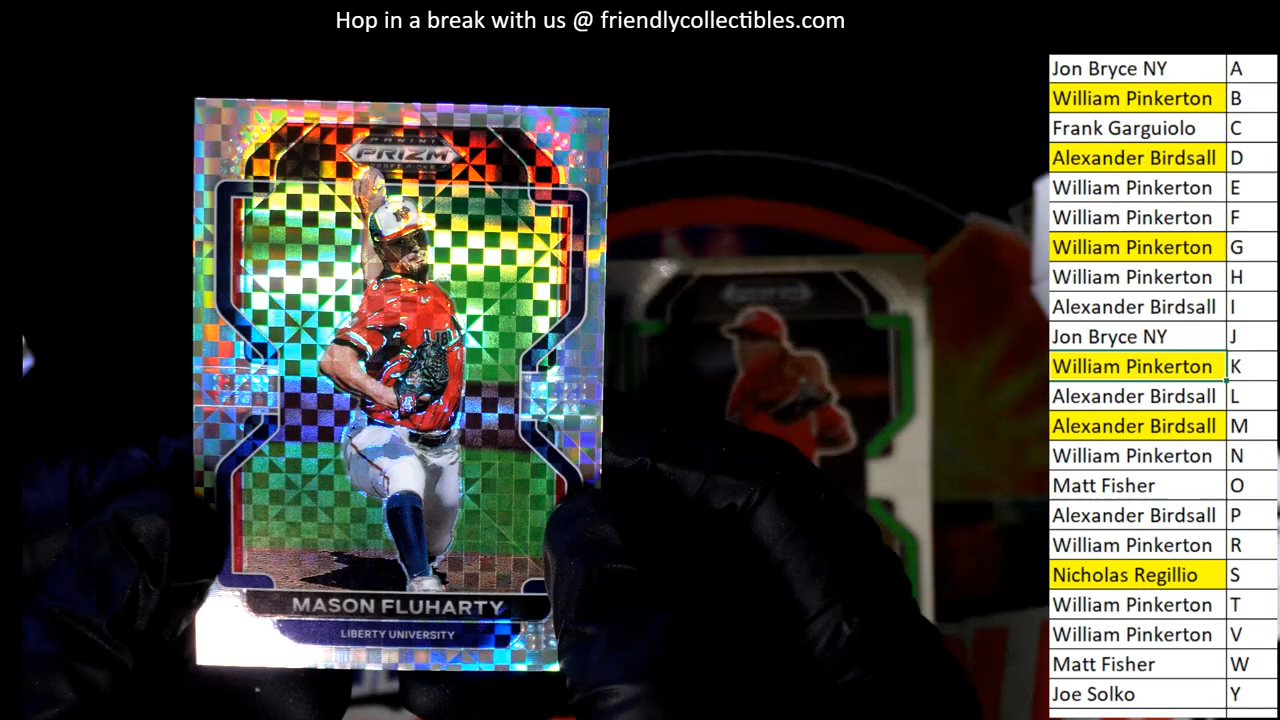 Hop in a break with us @ friendlycollectibles.com
PANINI
PRIZM
DRAFT PICKS
MASON FLUHARTY
LIBERTY UNIVERSITY
Jon Bryce NY A
William Pinkerton B
Frank Garguiolo C
Alexander Birdsall D
William Pinkerton E
William Pinkerton F
William Pinkerton G
William Pinkerton H
Alexander Birdsall I
Jon Bryce NY J
William Pinkerton K
Alexander Birdsall L
Alexander Birdsall M
William Pinkerton N
Matt Fisher O
Alexander Birdsall P
William Pinkerton R
Nicholas Regillio S
William Pinkerton T
William Pinkerton V
Matt Fisher W
Joe Solko Y